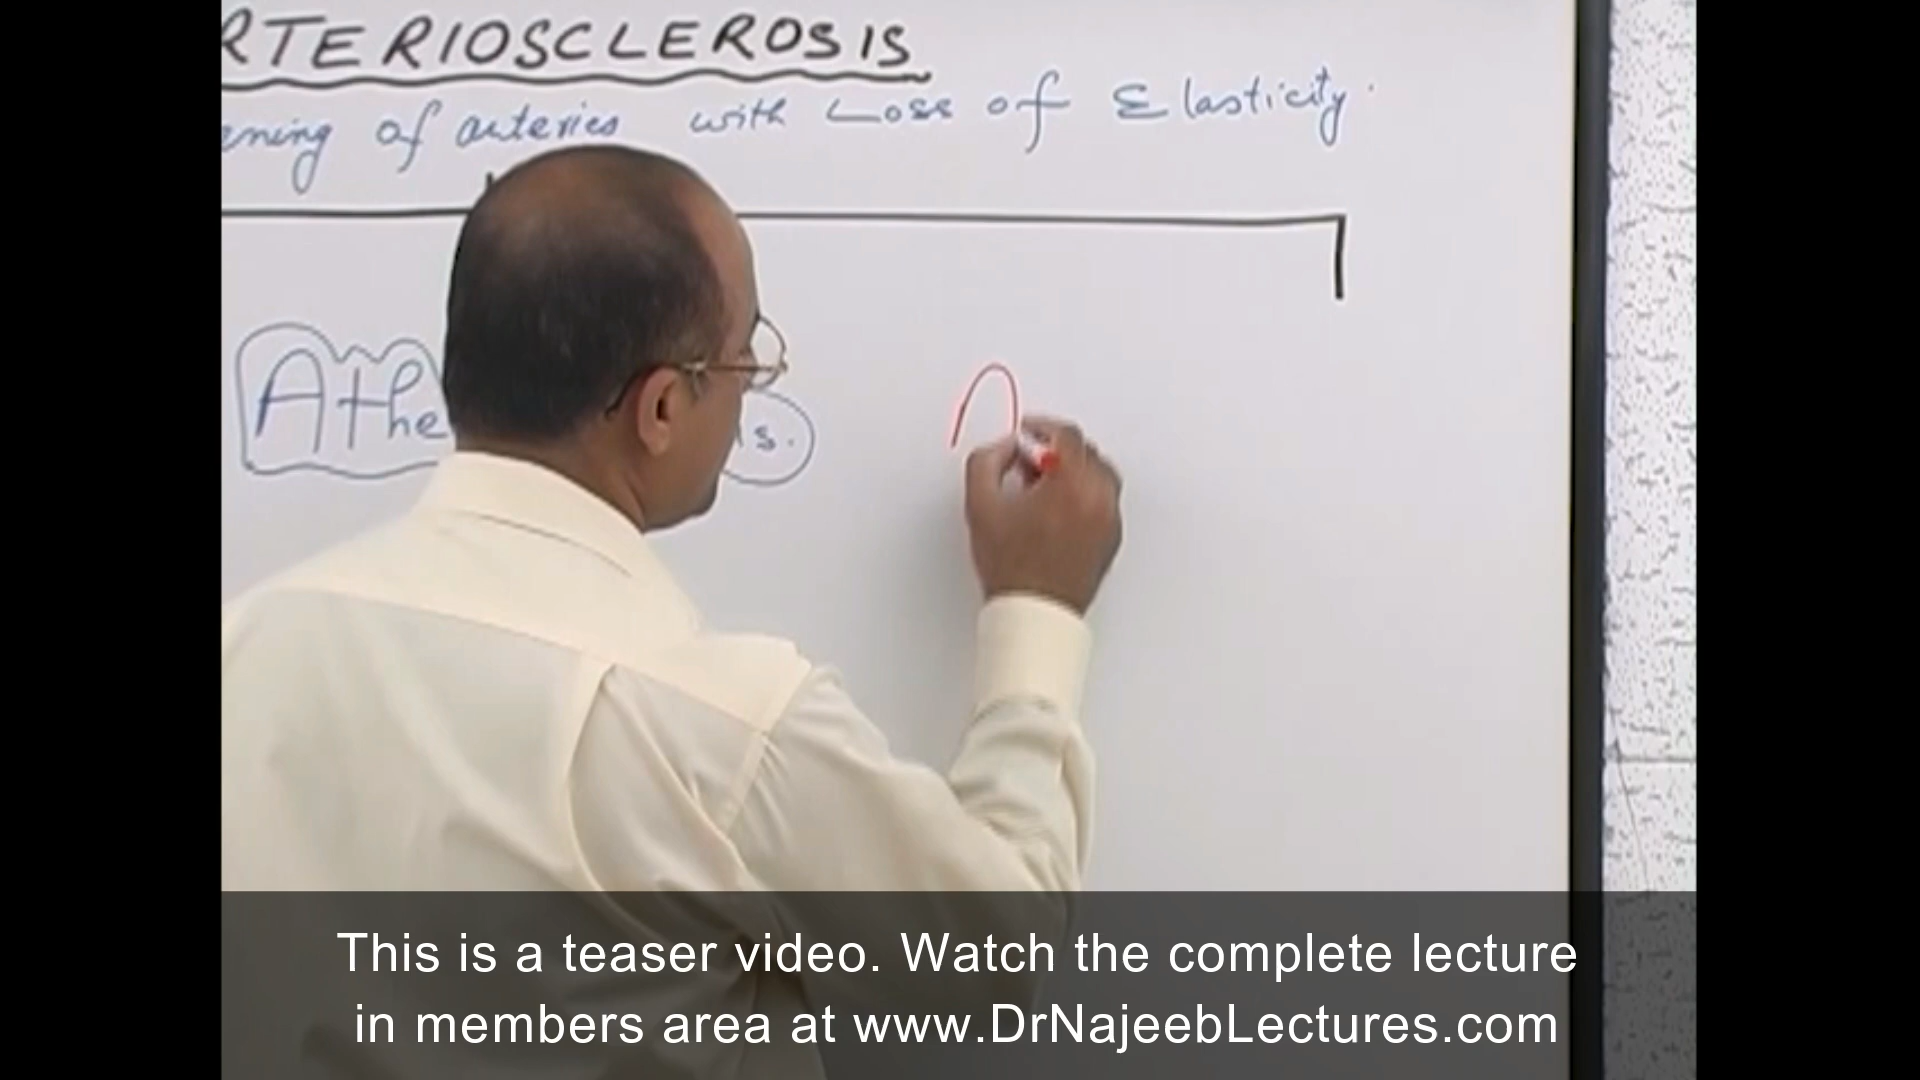 RTERIOSCLEROSIS
ening of arteries with Loss of Elasticity.
Athe s.
This is a teaser video. Watch the complete lecture
in members area at www.DrNajeebLectures.com